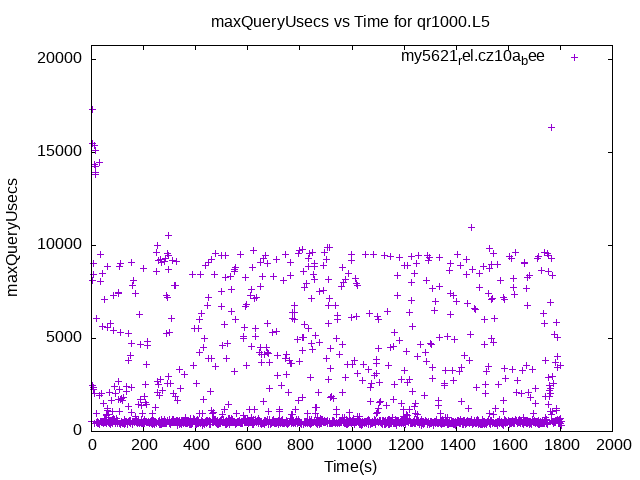 maxQueryUsecs vs Time for qr1000.L5
my5621rel.cz10abee
20000
15000
10000
5000
0
maxQueryUsecs
0 200 400 600 800 1000 1200 1400 1600 1800 2000
Time(s)